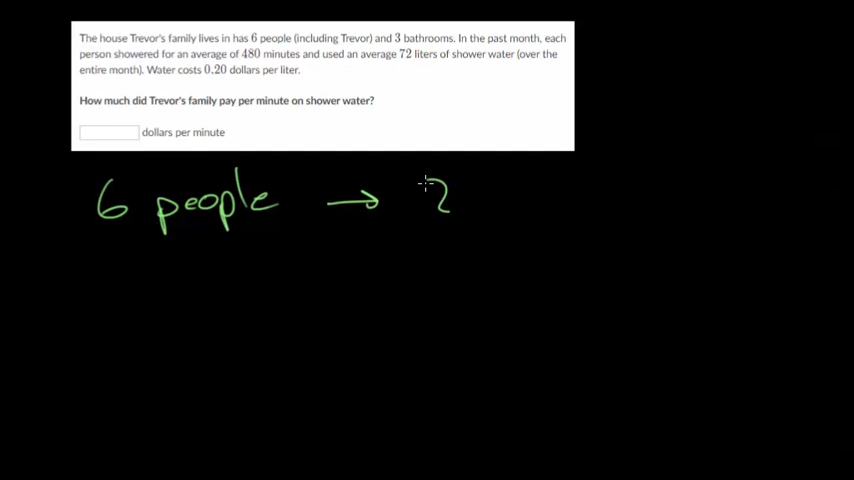 The house Trevor's family lives in has 6 people (including Trevor) and 3 bathrooms. In the past month, each
person showered for an average of 480 minutes and used an average 72 liters of shower water (over the
entire month). Water costs 0.20 dollars per liter.
How much did Trevor's family pay per minute on shower water?
dollars per minute
6 people → 2